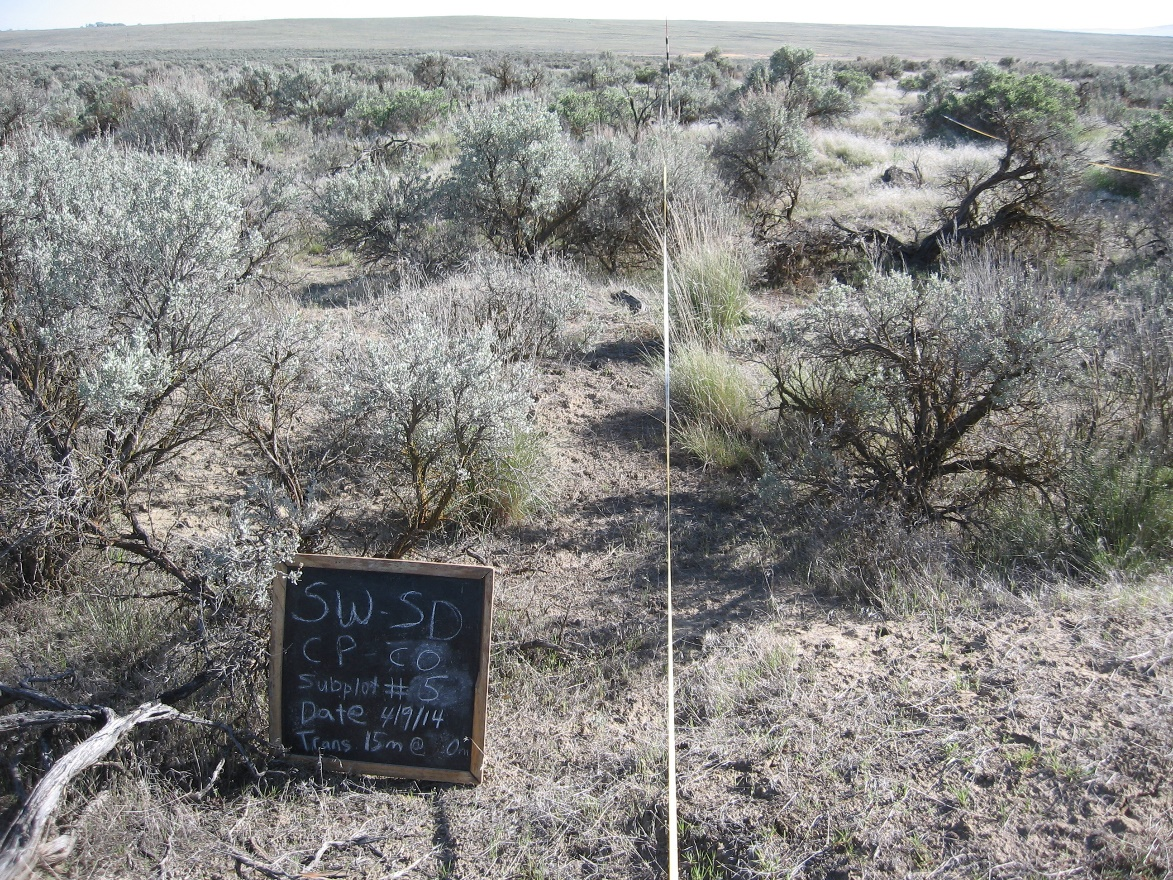 SW-SD
CP-CO
Subplot # 5
Date 4/9/14
Trans 15m @ 0m